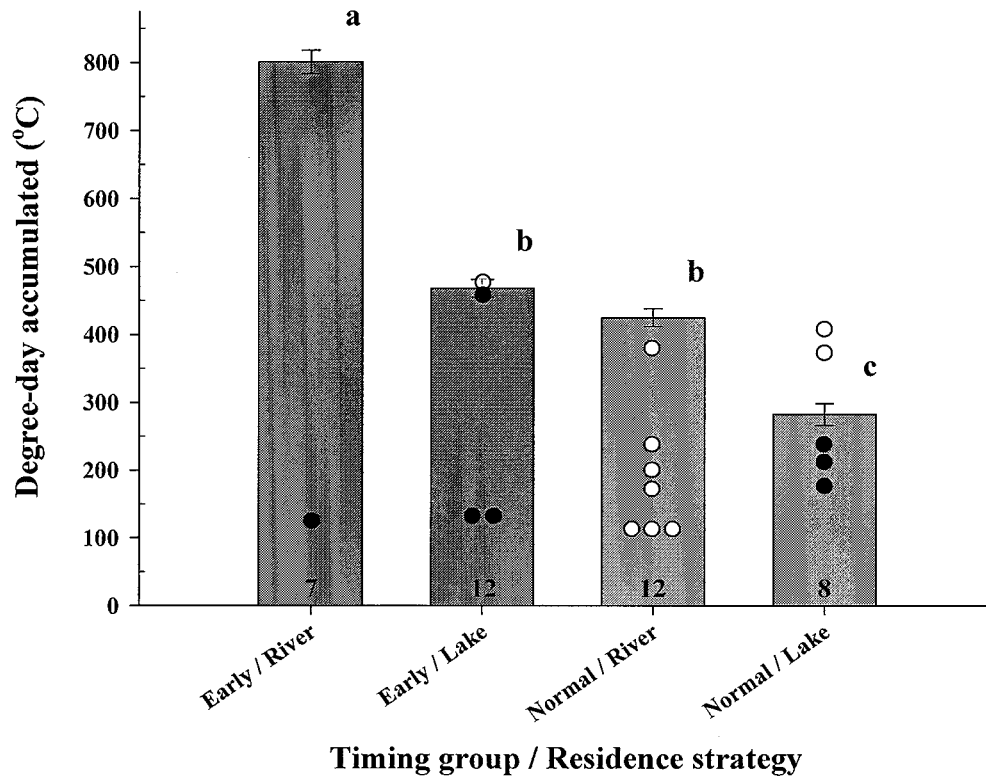 Degree-day accumulated (°C)
800
700
600
500
400
300
200
100
0
a
b
b
c
7
12
12
8
Early / River
Early / Lake
Normal / River
Normal / Lake
Timing group / Residence strategy